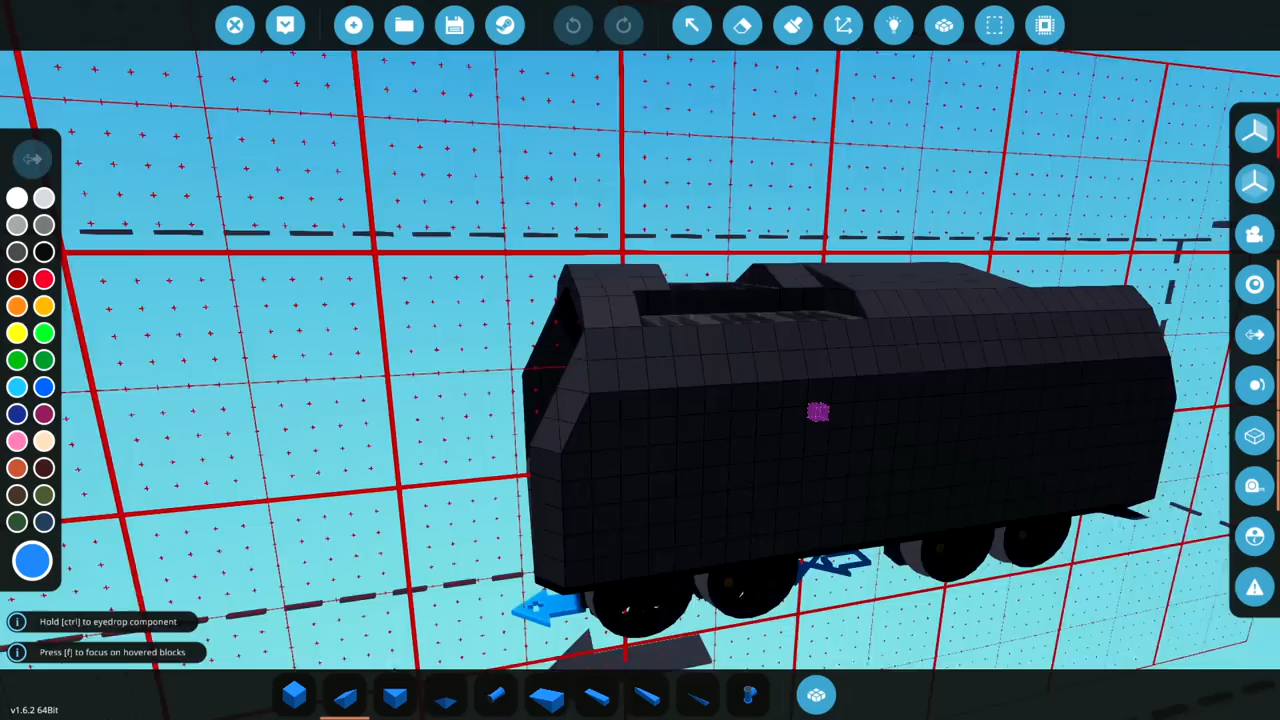 Hold [ctrl] to eyedrop component
Press [f] to focus on hovered blocks
v1.6.2 64Bit